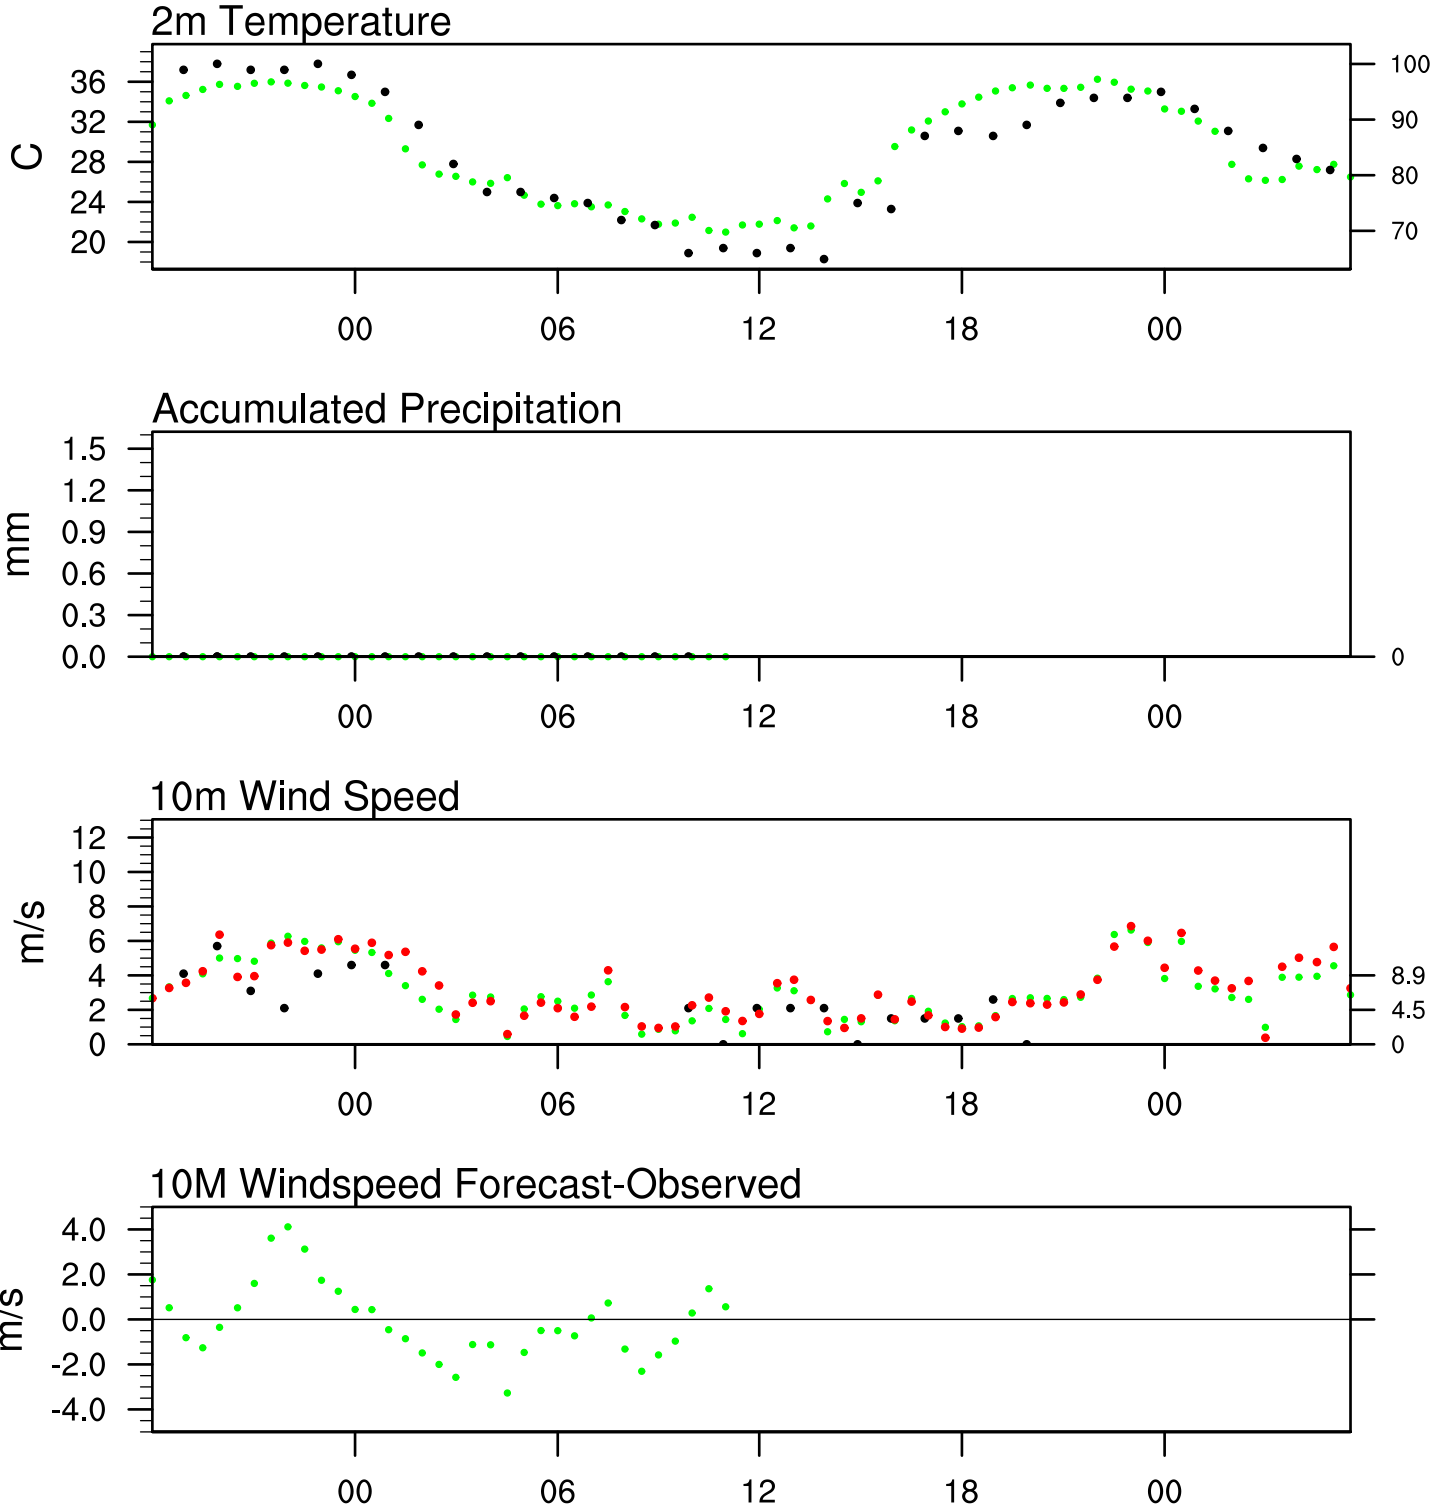 2m Temperature
36
32
28
24
20
C
100
90
80
70
00 06 12 18 00
Accumulated Precipitation
1.5
1.2
0.9
0.6
0.3
0.0
mm
0
00 06 12 18 00
10m Wind Speed
12
10
8
6
4
2
0
m/s
8.9
4.5
0
00 06 12 18 00
10M Windspeed Forecast-Observed
4.0
2.0
0.0
-2.0
-4.0
m/s
00 06 12 18 00